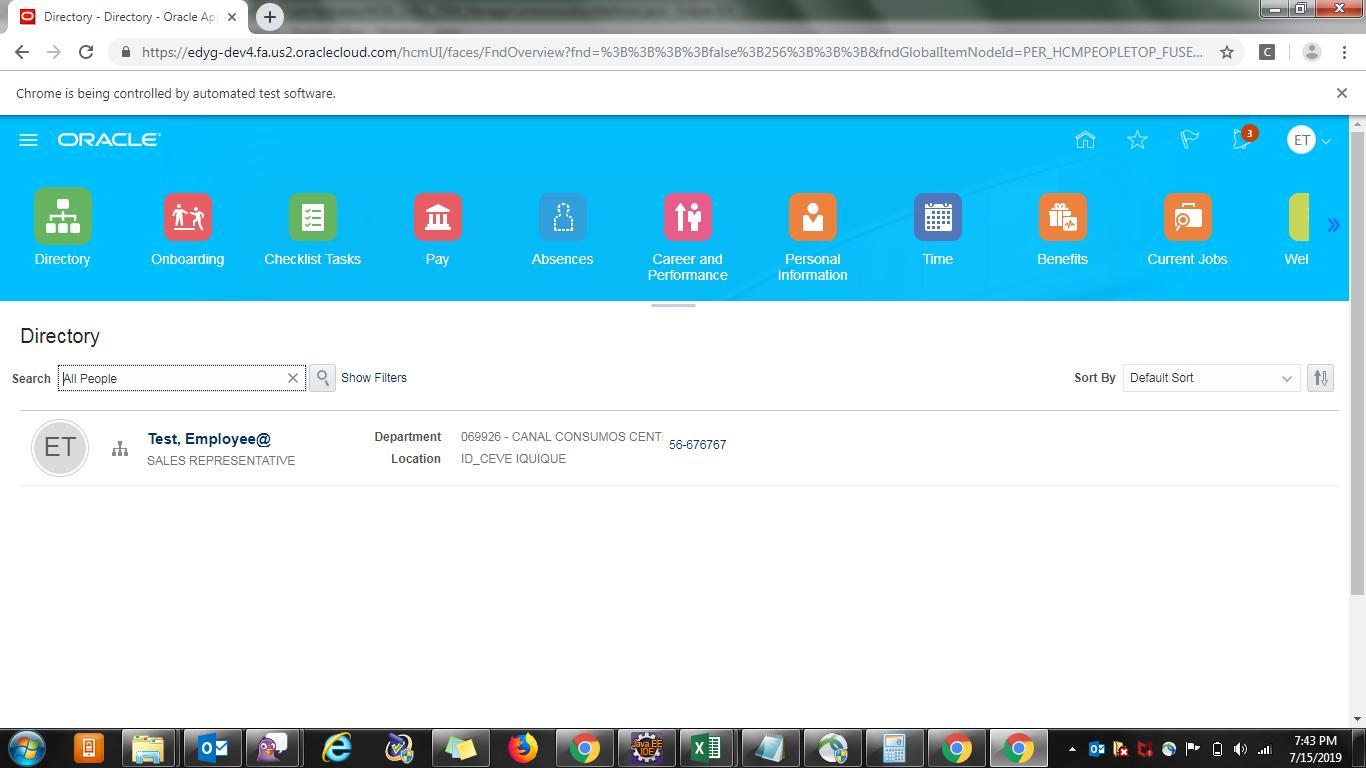 Directory - Directory - Oracle Ap
https://edyg-dev4.fa.us2.oraclecloud.com/hcmUI/faces/FndOverview?fnd=%3B%3B%3B%3Bfalse%3B256%3B%3B%3B&fndGlobalItemNodeId=PER_HCMPEOPLETOP_FUSE...
C
Chrome is being controlled by automated test software.
ORACLE
3
ET
Directory
Onboarding
Checklist Tasks
Pay
Absences
Career and
Performance
Personal
Information
Time
Benefits
Current Jobs
Wel
Directory
Search
All People
Show Filters
Sort By
Default Sort
ET
Test, Employee@
SALES REPRESENTATIVE
Department
069926 - CANAL CONSUMOS CENT
56-676767
Location
ID_CEVE IQUIQUE
Java EE
IDE
7:43 PM
7/15/2019